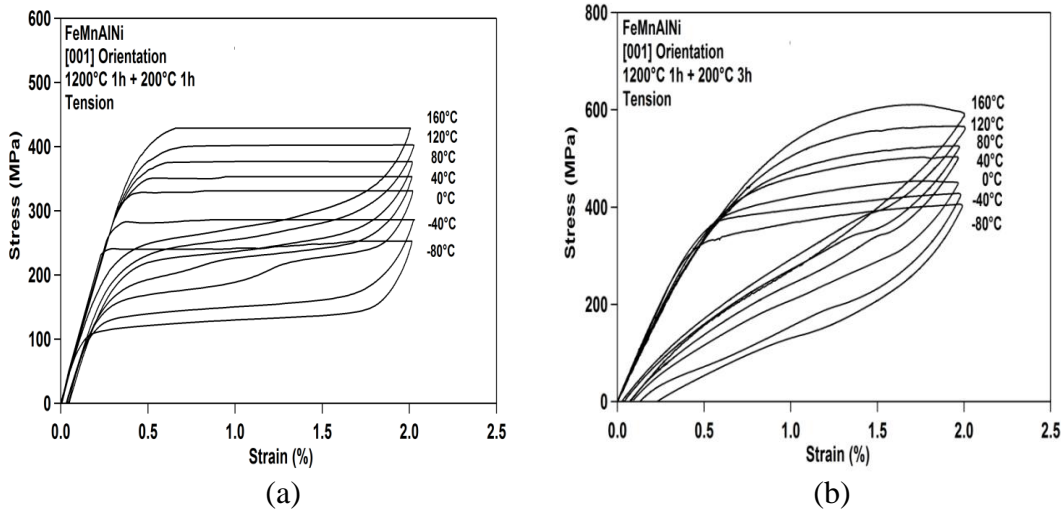 600
500
400
300
200
100
0
Stress (MPa)
FeMnAlNi
[001] Orientation
1200°C 1h + 200°C 1h
Tension
160°C
120°C
80°C
40°C
0°C
-40°C
-80°C
0.0 0.5 1.0 1.5 2.0 2.5
Strain (%)
(a)
800
600
400
200
0
Stress (MPa)
FeMnAlNi
[001] Orientation
1200°C 1h + 200°C 3h
Tension
160°C
120°C
80°C
40°C
0°C
-40°C
-80°C
0.0 0.5 1.0 1.5 2.0 2.5
Strain (%)
(b)